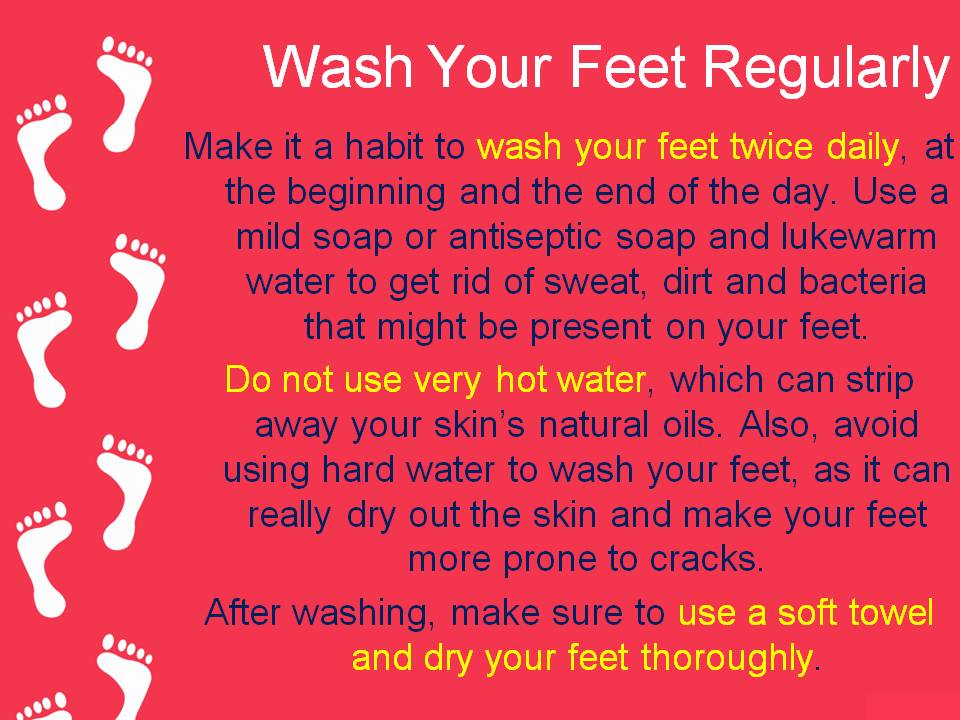 Wash Your Feet Regularly
Make it a habit to wash your feet twice daily, at
the beginning and the end of the day. Use a
mild soap or antiseptic soap and lukewarm
water to get rid of sweat, dirt and bacteria
that might be present on your feet.
Do not use very hot water, which can strip
away your skin’s natural oils. Also, avoid
using hard water to wash your feet, as it can
really dry out the skin and make your feet
more prone to cracks.
After washing, make sure to use a soft towel
and dry your feet thoroughly.